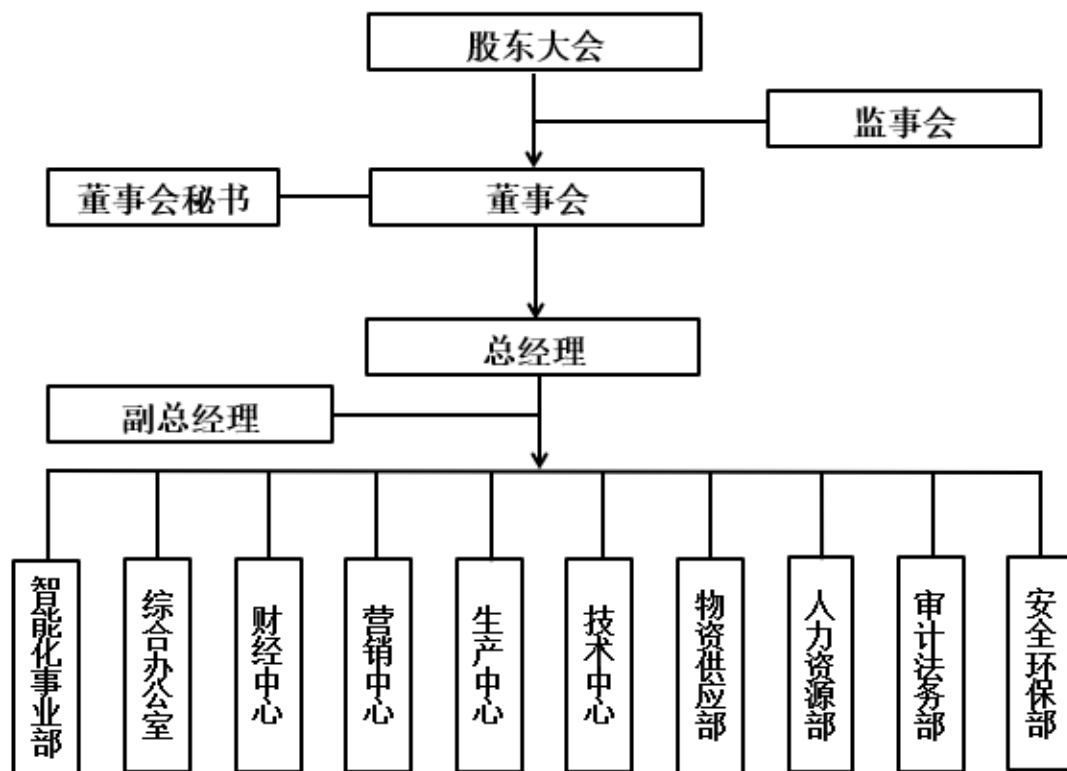 股东大会
监事会
董事会秘书
董事会
总经理
副总经理
智能能化事业部
综合办公室
财经中心
营销中心
生产中心
技术中心
物资供应部
人力资源部
审计法务部
安全环保部